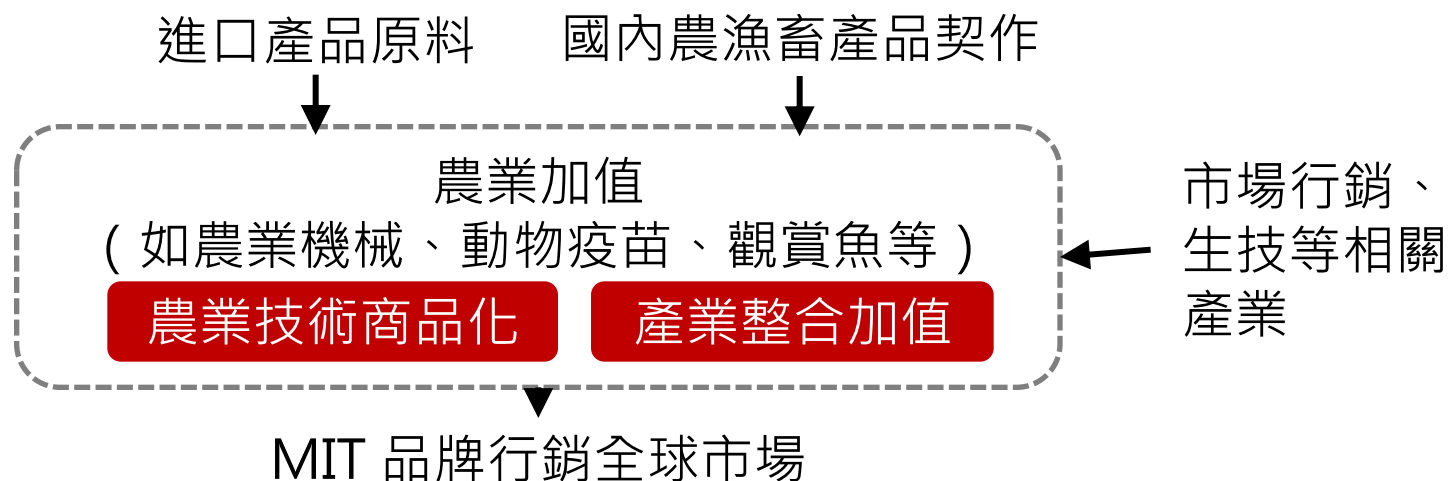 進口產品原料
國內農漁畜產品契作
農業加值
（如農業機械、動物疫苗、觀賞魚等）
農業技術商品化
產業整合加值
市場行銷、
生技等相關
產業
MIT 品牌行銷全球市場